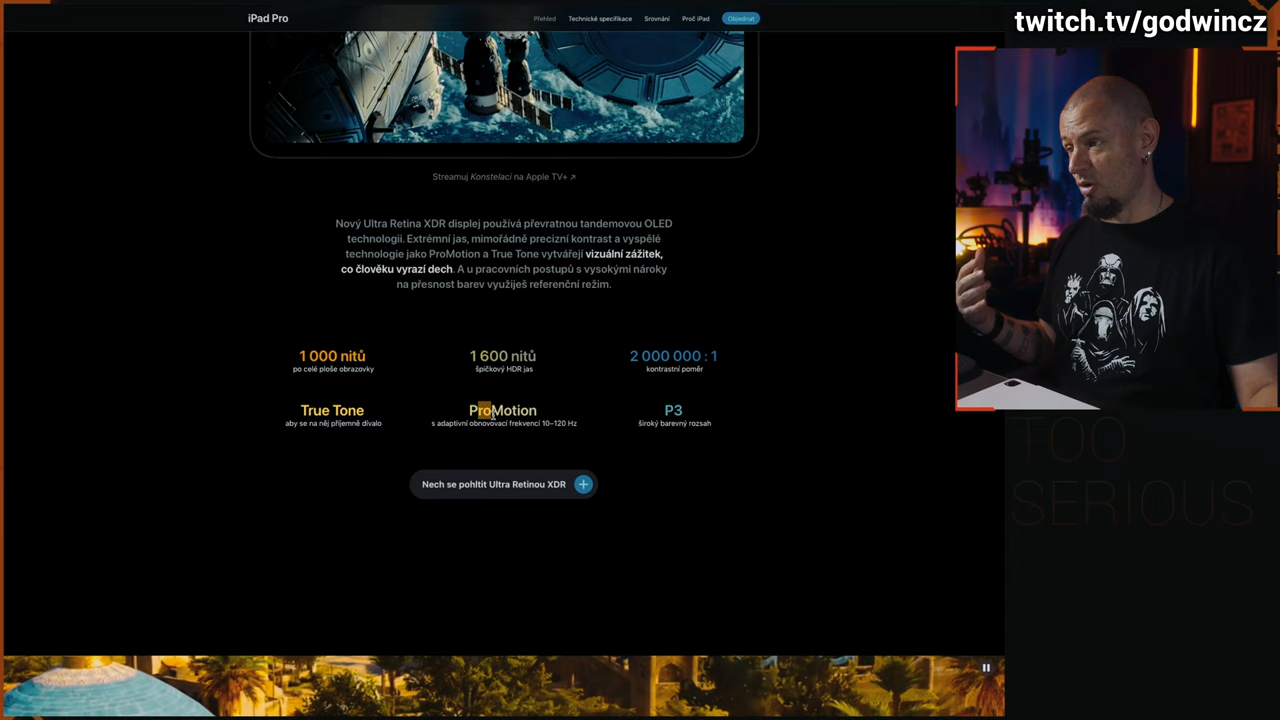 iPad Pro
Přehled Technické specifikace Srovnání Proč iPad Objednat
twitch.tv/godwincz
Streamuj Konstelaci na Apple TV+ ↗
Nový Ultra Retina XDR displej používá převratnou tandemovou OLED
technologii. Extrémní jas, mimořádně precizní kontrast a vyspělé
technologie jako ProMotion a True Tone vytvářejí vizuální zážitek,
co člověku vyrazí dech. A u pracovních postupů s vysokými nároky
na přesnost barev využiješ referenční režim.
1 000 nitů 1 600 nitů 2 000 000 : 1
po celé ploše obrazovky špičkový HDR jas kontrastní poměr
True Tone ProMotion P3
aby se na něj příjemně dívalo s adaptivní obnovovací frekvencí 10–120 Hz široký barevný rozsah
TOO
SERIOUS
Nech se pohltit Ultra Retinou XDR